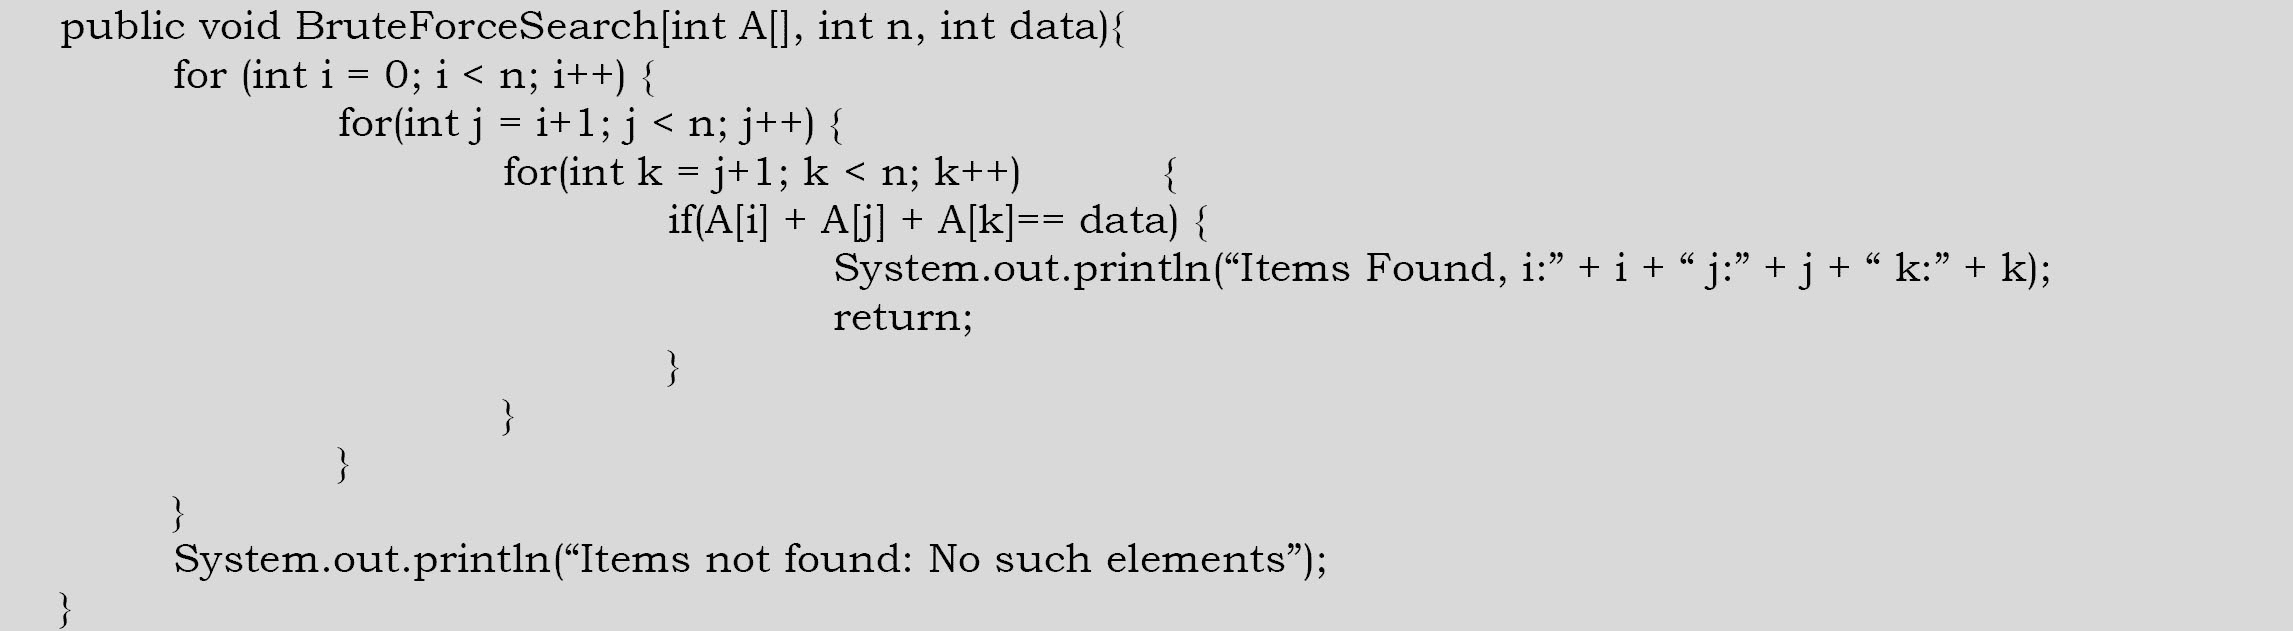 public void BruteForceSearch[int A[], int n, int data){
for (int i = 0; i < n; i++) {
for(int j = i+1; j < n; j++) {
for(int k = j+1; k < n; k++) {
if(A[i] + A[j] + A[k]== data) {
System.out.println(“Items Found, i:” + i + “ j:” + j + “ k:” + k);
return;
}
}
}
}
System.out.println(“Items not found: No such elements”);
}